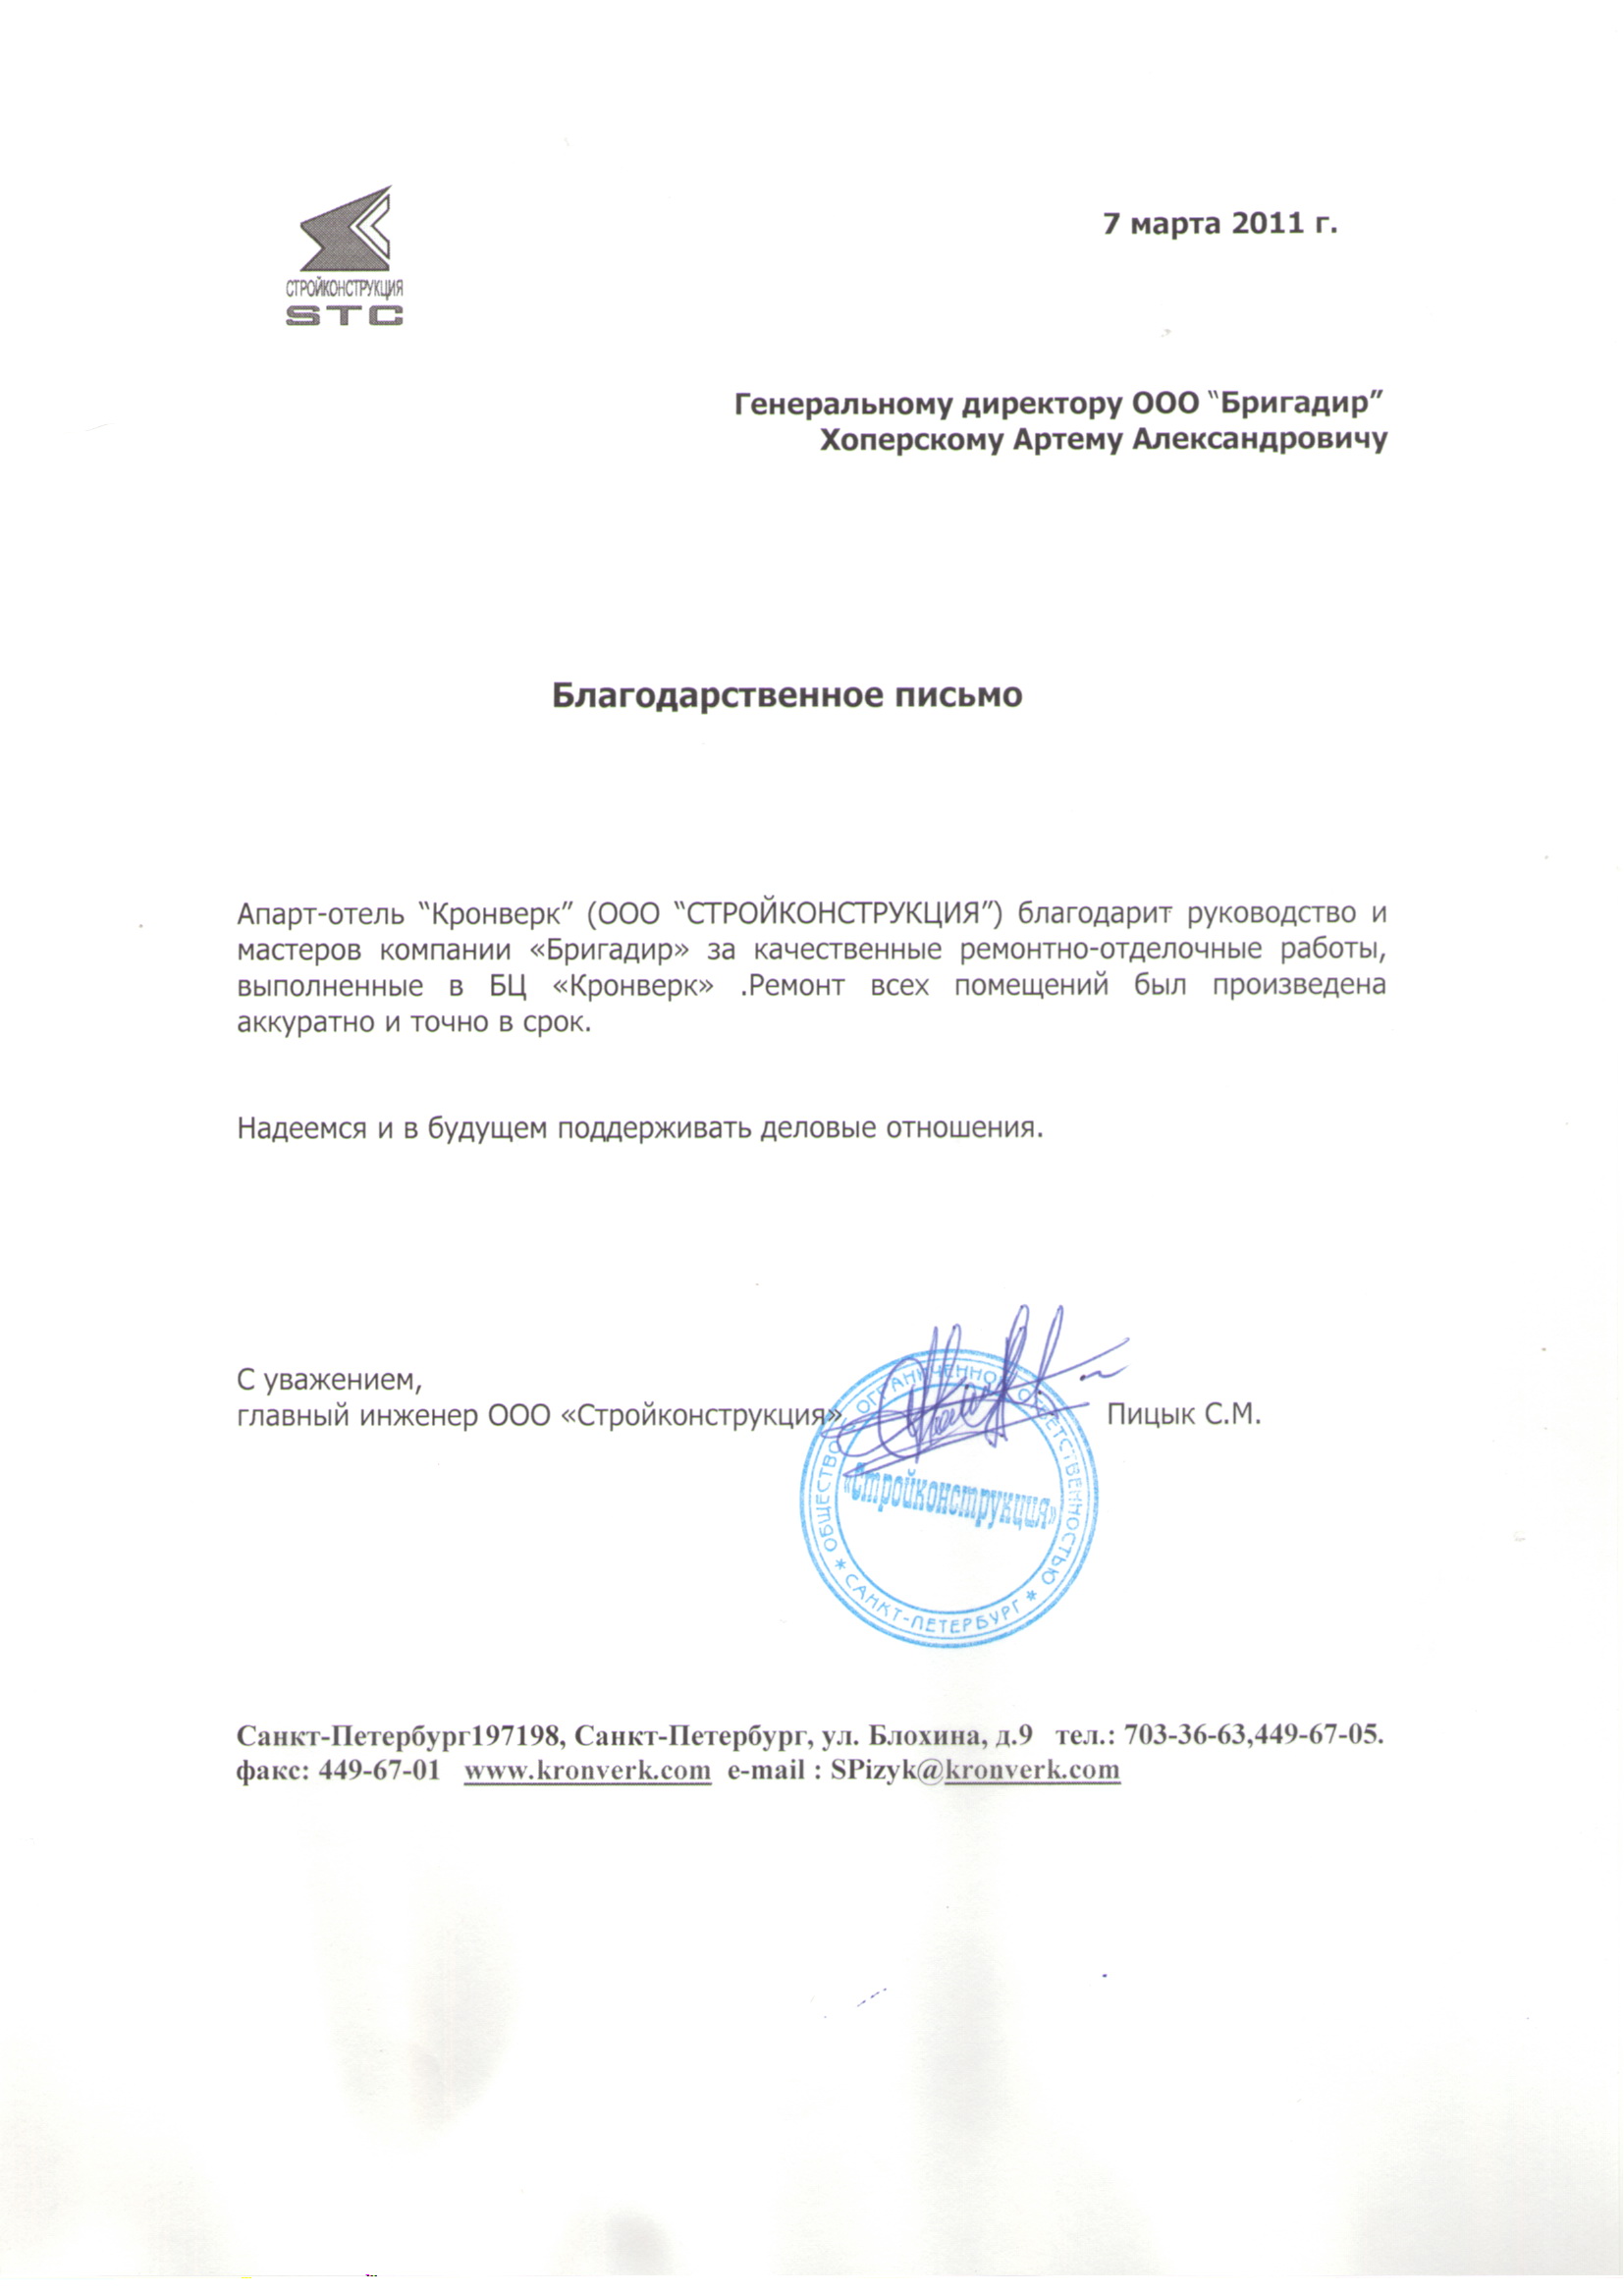 7 марта 2011 г.
СТРОЙКОНСТРУКЦИЯ
STC
Генеральному директору ООО “Бригадир”
Хоперскому Артему Александровичу
Благодарственное письмо
Апарт-отель “Кронверк” (ООО “СТРОЙКОНСТРУКЦИЯ”) благодарит руководство и
мастеров компании «Бригадир» за качественные ремонтно-отделочные работы,
выполненные в БЦ «Кронверк» .Ремонт всех помещений был произведена
аккуратно и точно в срок.
Надеемся и в будущем поддерживать деловые отношения.
С уважением,
главный инженер ООО «Стройконструкция» Пицык С.М.
ОБЩЕСТВО С ОГРАНИЧЕННОЙ ОТВЕТСТВЕННОСТЬЮ
«Стройконструкция»
* САНКТ-ПЕТЕРБУРГ *
Санкт-Петербург197198, Санкт-Петербург, ул. Блохина, д.9 тел.: 703-36-63,449-67-05.
факс: 449-67-01 www.kronverk.com e-mail : SPizyk@kronverk.com